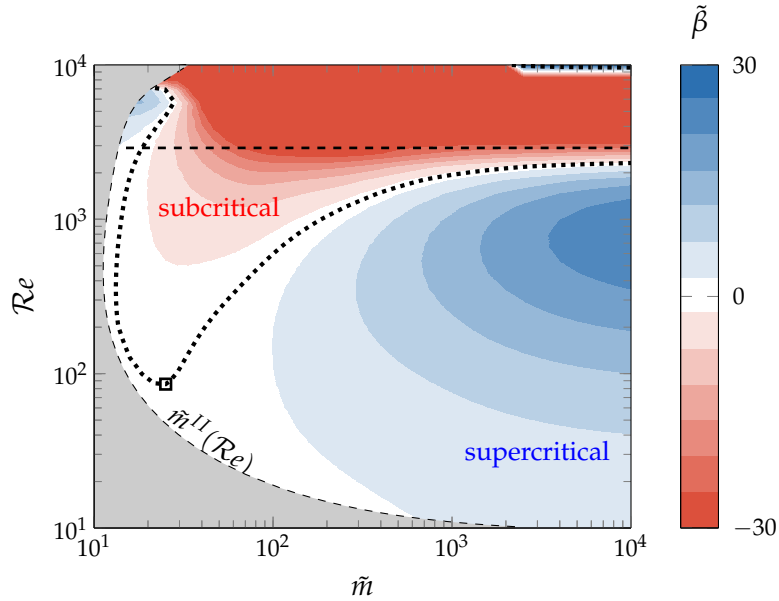 β̃
10⁴
30
subcritical
10³
ℛe
0
10²
m̃ᴵᴵ(ℛe)
supercritical
10¹
−30
10¹
10²
10³
10⁴
m̃